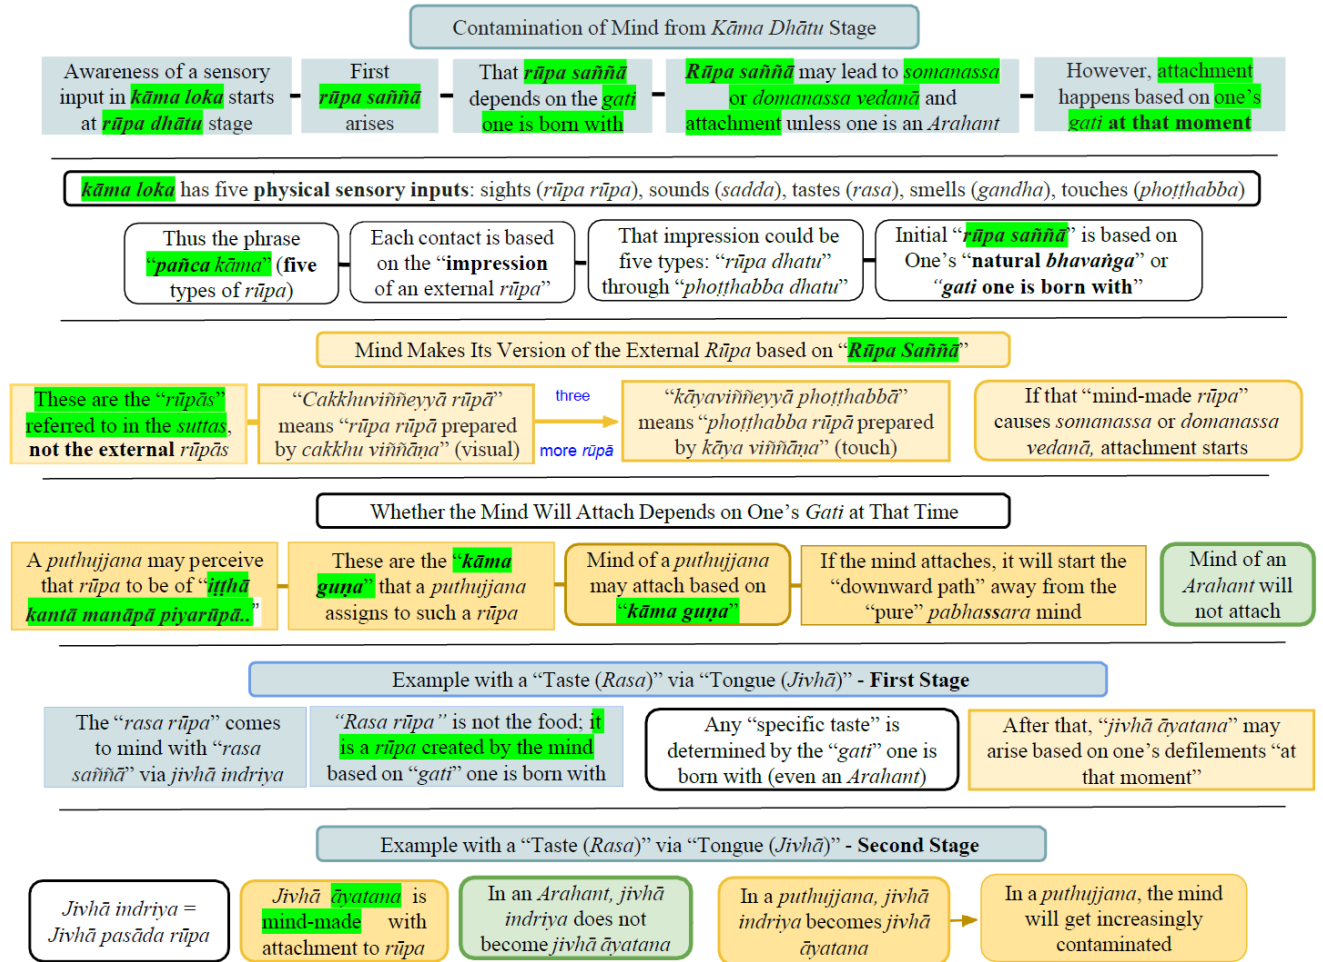 Contamination of Mind from Kāma Dhātu Stage
Awareness of a sensory
input in kāma loka starts
at rūpa dhātu stage
First
rūpa saññā
arises
That rūpa saññā
depends on the gati
one is born with
Rūpa saññā may lead to somanassa
or domanassa vedanā and
attachment unless one is an Arahant
However, attachment
happens based on one’s
gati at that moment
kāma loka has five physical sensory inputs: sights (rūpa rūpa), sounds (sadda), tastes (rasa), smells (gandha), touches (phoṭṭhabba)
Thus the phrase
“pañca kāma” (five
types of rūpa)
Each contact is based
on the “impression
of an external rūpa”
That impression could be
five types: “rūpa dhatu”
through “phoṭṭhabba dhatu”
Initial “rūpa saññā” is based on
One’s “natural bhavaṅga” or
“gati one is born with”
Mind Makes Its Version of the External Rūpa based on “Rūpa Saññā”
These are the “rūpās”
referred to in the suttas,
not the external rūpās
“Cakkhuviññeyyā rūpā”
means “rūpa rūpā prepared
by cakkhu viññāṇa” (visual)
three
more rūpā
“kāyaviññeyyā phoṭṭhabbā”
means “phoṭṭhabba rūpā prepared
by kāya viññāṇa” (touch)
If that “mind-made rūpa”
causes somanassa or domanassa
vedanā, attachment starts
Whether the Mind Will Attach Depends on One’s Gati at That Time
A puthujjana may perceive
that rūpa to be of “iṭṭhā
kantā manāpā piyarūpā..”
These are the “kāma
guṇa” that a puthujjana
assigns to such a rūpa
Mind of a puthujjana
may attach based on
“kāma guṇa”
If the mind attaches, it will start the
“downward path” away from the
“pure” pabhassara mind
Mind of an
Arahant will
not attach
Example with a “Taste (Rasa)” via “Tongue (Jivhā)” - First Stage
The “rasa rūpa” comes
to mind with “rasa
saññā” via jivhā indriya
“Rasa rūpa” is not the food; it
is a rūpa created by the mind
based on “gati” one is born with
Any “specific taste” is
determined by the “gati” one is
born with (even an Arahant)
After that, “jivhā āyatana” may
arise based on one’s defilements “at
that moment”
Example with a “Taste (Rasa)” via “Tongue (Jivhā)” - Second Stage
Jivhā indriya =
Jivhā pasāda rūpa
Jivhā āyatana is
mind-made with
attachment to rūpa
In an Arahant, jivhā
indriya does not
become jivhā āyatana
In a puthujjana, jivhā
indriya becomes jivhā
āyatana
In a puthujjana, the mind
will get increasingly
contaminated